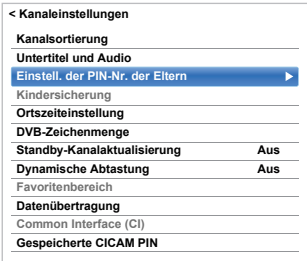 < Kanaleinstellungen
Kanalsortierung
Untertitel und Audio
Einstell. der PIN-Nr. der Eltern
Kindersicherung
Ortszeiteinstellung
DVB-Zeichenmenge
Standby-Kanalaktualisierung Aus
Dynamische Abtastung Aus
Favoritenbereich
Datenübertragung
Common Interface (CI)
Gespeicherte CICAM PIN